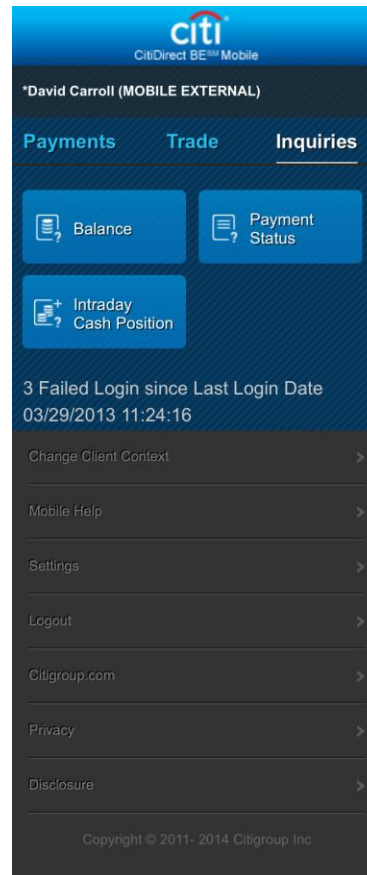 citi
CitiDirect BE℠ Mobile
*David Carroll (MOBILE EXTERNAL)
Payments Trade Inquiries
Balance
Payment
Status
Intraday
Cash Position
3 Failed Login since Last Login Date
03/29/2013 11:24:16
Change Client Context
Mobile Help
Settings
Logout
Citigroup.com
Privacy
Disclosure
Copyright © 2011- 2014 Citigroup Inc